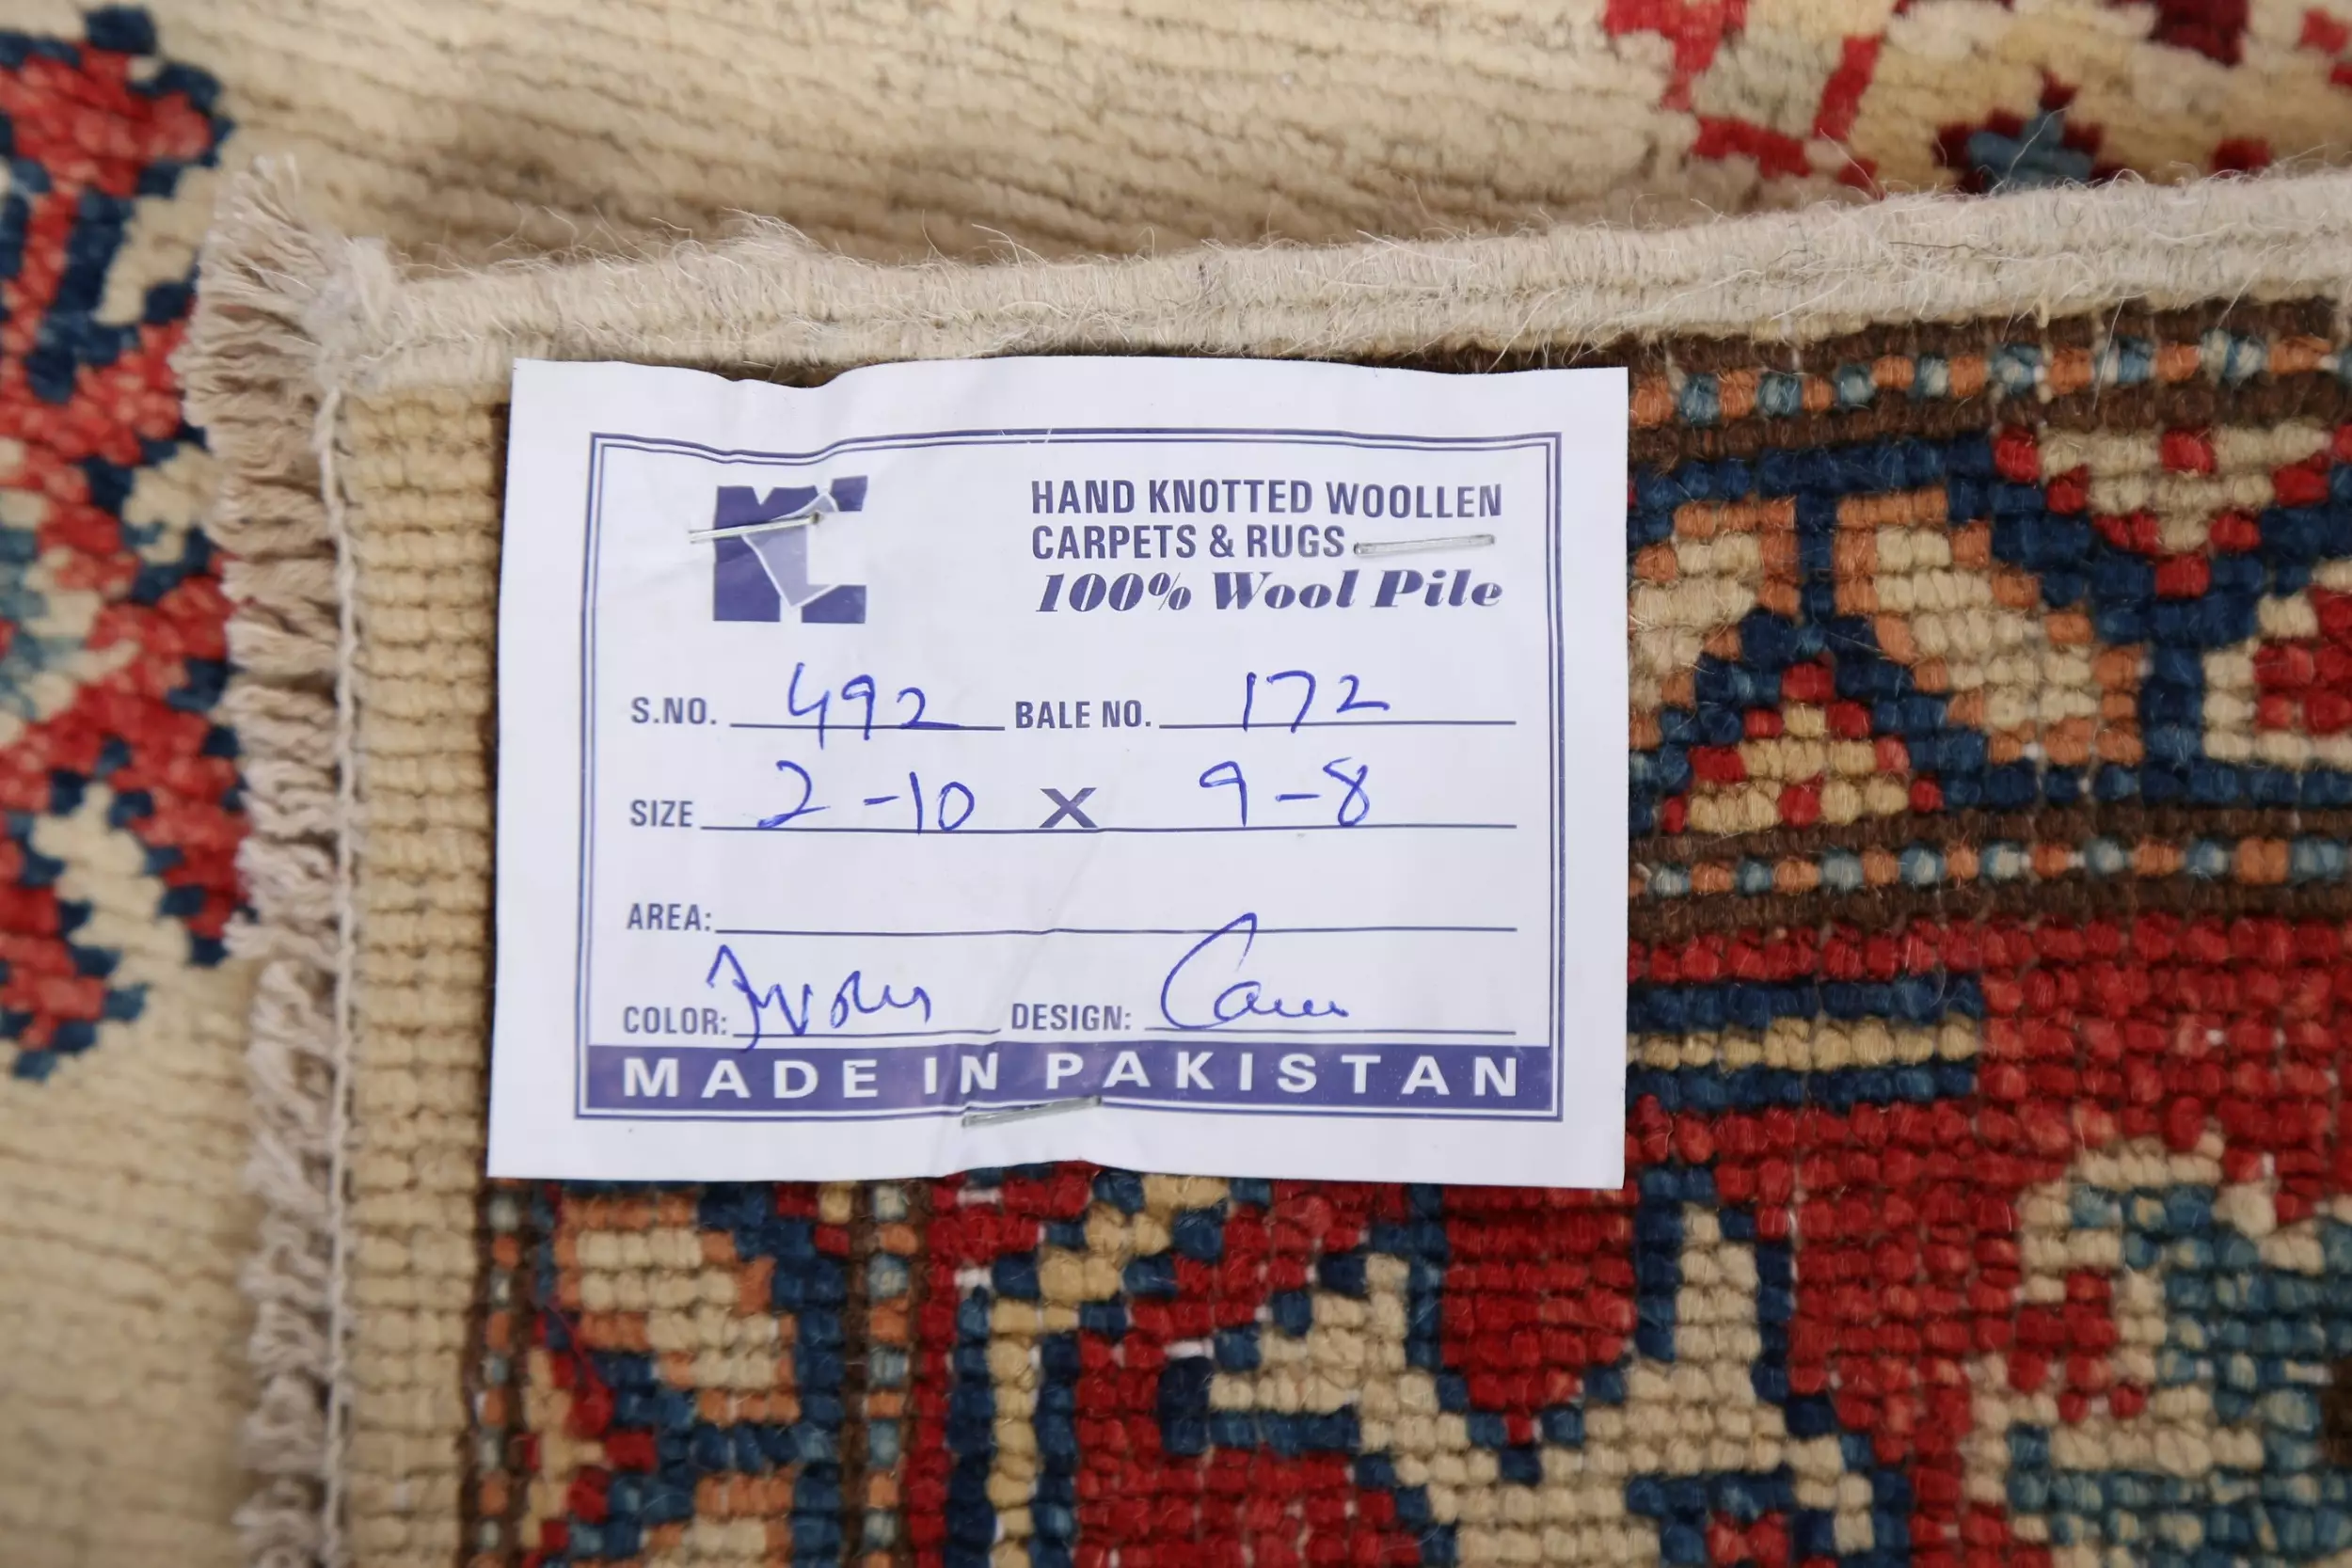 HAND KNOTTED WOOLLEN
CARPETS & RUGS
100% Wool Pile
S.NO. 492 BALE NO. 172
SIZE 2-10 X 9-8
AREA:
COLOR: Ivory DESIGN:
MADE IN PAKISTAN